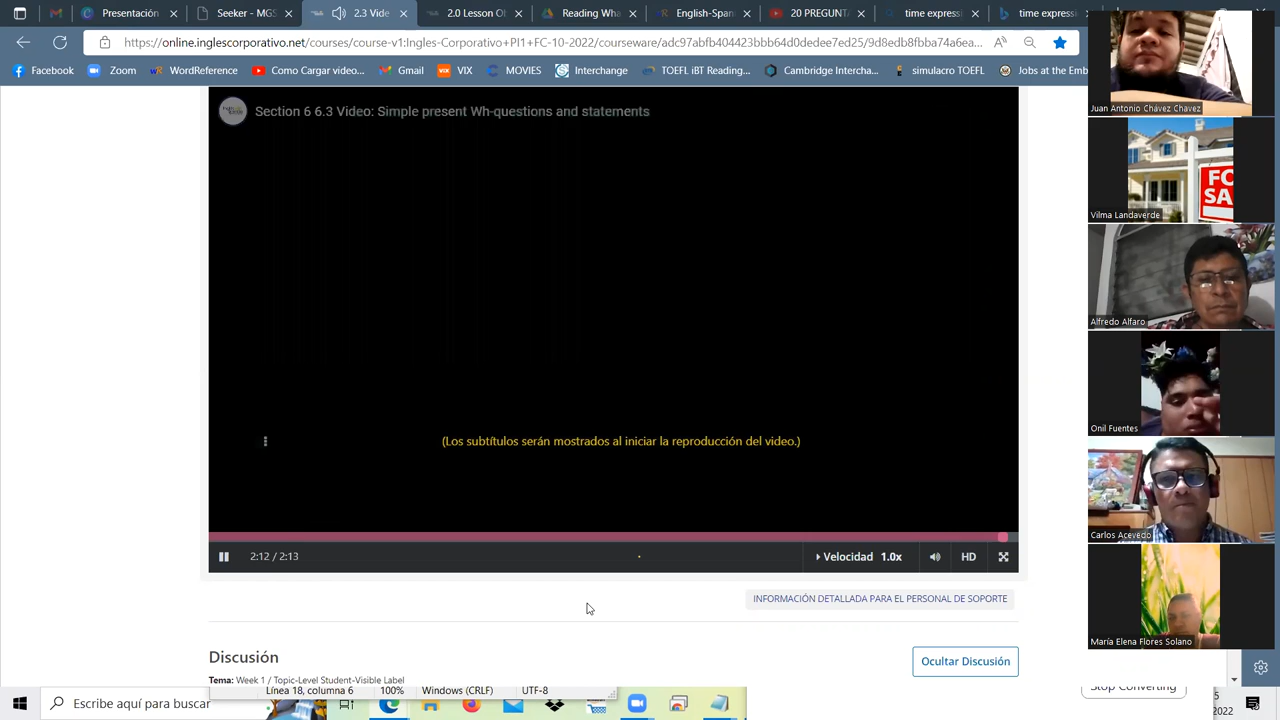 Seeker - MGS
2.3 Vide
2.0 Lesson Ol
Reading Wha
English-Span
20 PREGUNT
time expressi
time express
https://online.inglescorporativo.net/courses/course-v1:Ingles-Corporativo+PI1+FC-10-2022/courseware/adc97abfb404423bbb64d0dedee7ed25/9d8edb8fbba74a6ea...
Facebook
Zoom
WordReference
Como Cargar video...
Gmail
VIX
MOVIES
Interchange
TOEFL iBT Reading...
Cambridge Intercha...
simulacro TOEFL
Jobs at the Emb
Section 6 6.3 Video: Simple present Wh-questions and statements
(Los subtítulos serán mostrados al iniciar la reproducción del video.)
2:12 / 2:13
Velocidad 1.0x
HD
INFORMACIÓN DETALLADA PARA EL PERSONAL DE SOPORTE
Discusión
Ocultar Discusión
Tema: Week 1 / Topic-Level Student-Visible Label
Línea 18, columna 6
100%
Windows (CRLF)
UTF-8
Stop Converting
Escribe aquí para buscar
2022
Juan Antonio Chávez Chavez
FO
SA
Vilma Landaverde
Alfredo Alfaro
Onil Fuentes
Carlos Acevedo
María Elena Flores Solano